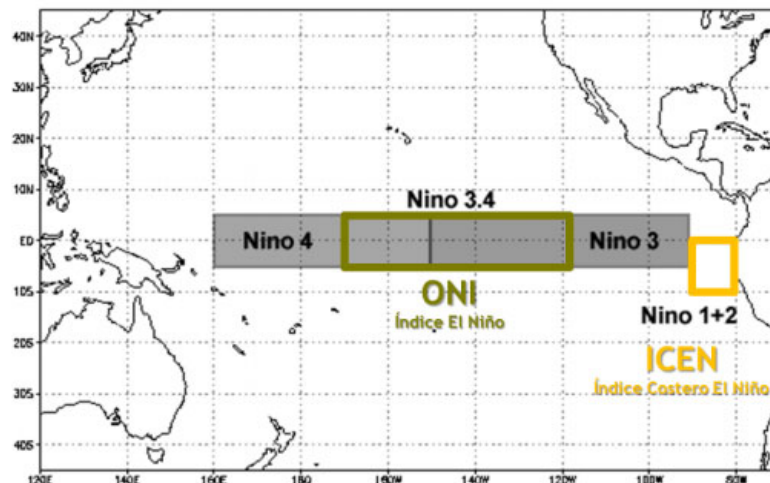 40N
30N
20N
10N
Nino 3.4
EQ
Nino 4
Nino 3
10S
ONI
Índice El Niño
Nino 1+2
20S
ICEN
30S
Índice Costero El Niño
40S
120E
140E
160E
180
160W
140W
120W
100W
80W